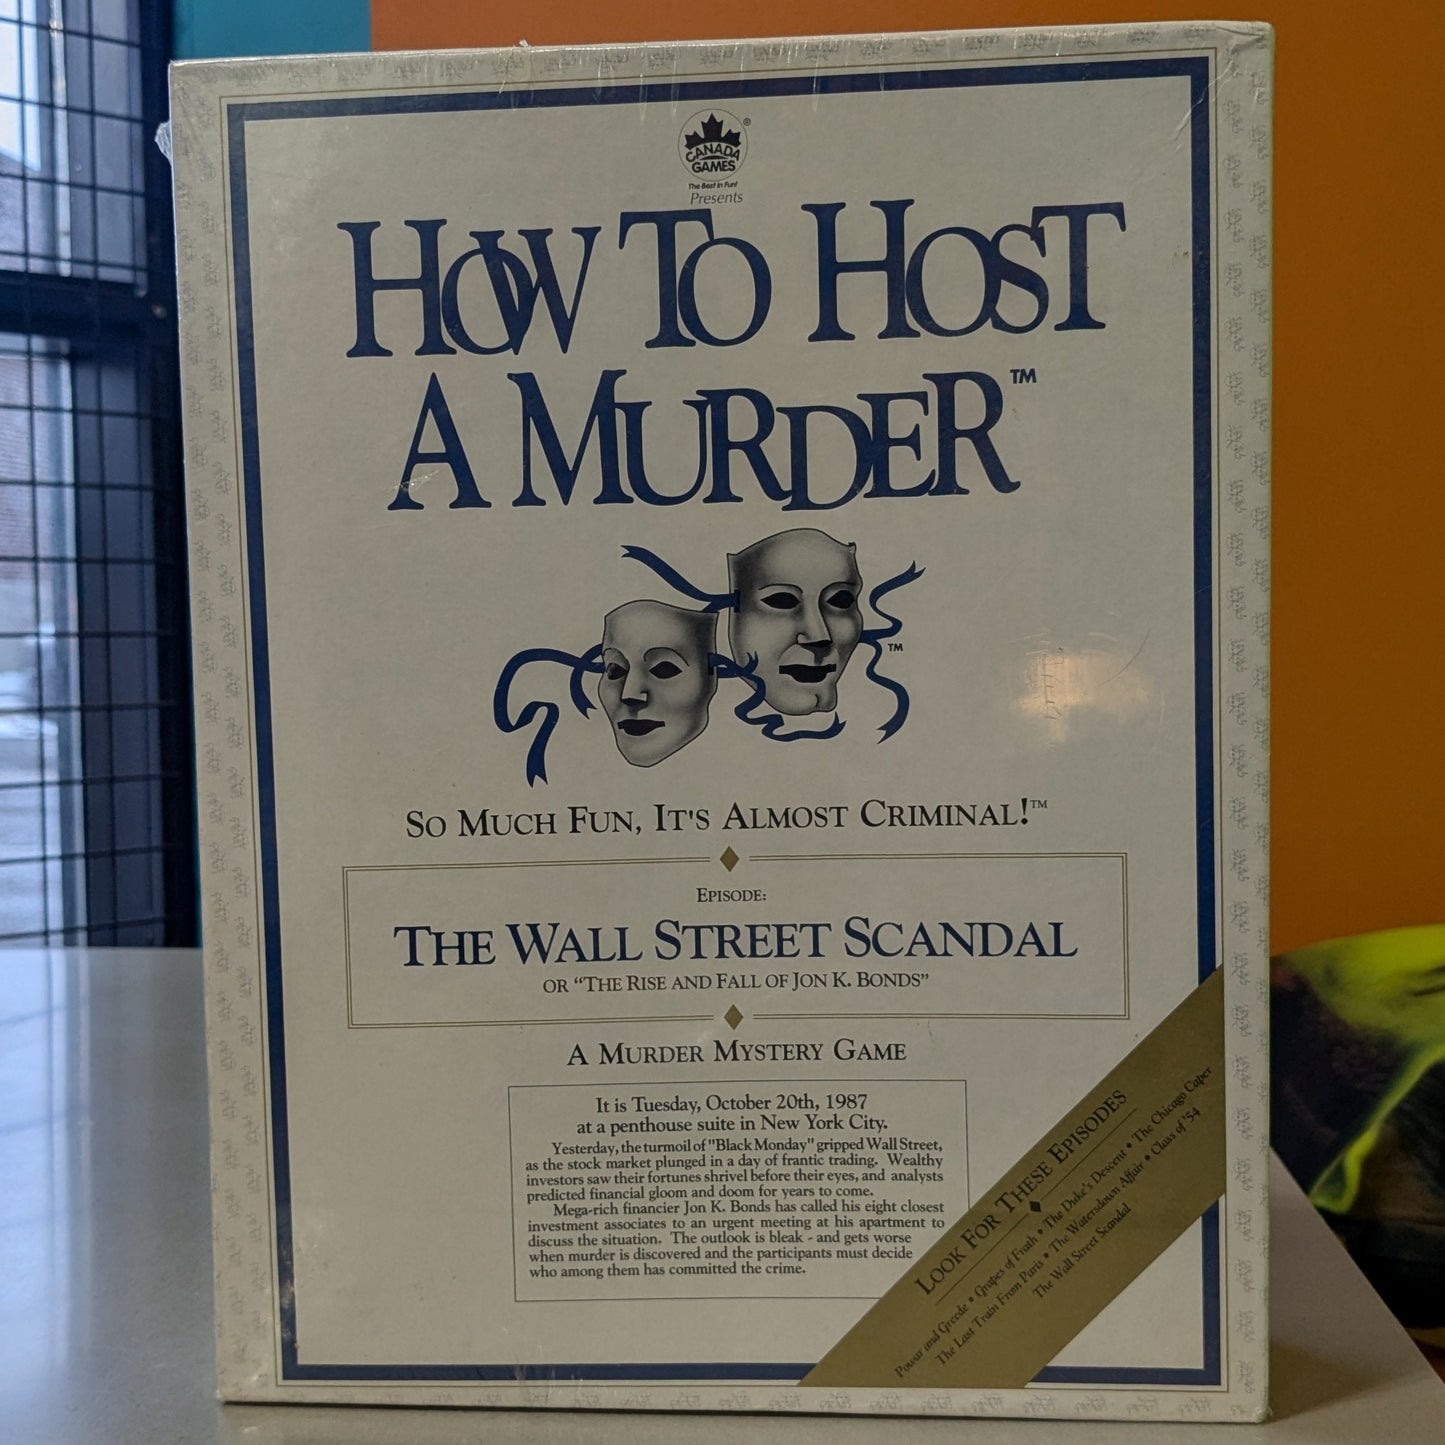 CANADA
GAMES
®
The Best in Fun!
Presents
HOW TO HOST
A MURDER™
™
SO MUCH FUN, IT'S ALMOST CRIMINAL!™
EPISODE:
THE WALL STREET SCANDAL
OR “THE RISE AND FALL OF JON K. BONDS”
A MURDER MYSTERY GAME
It is Tuesday, October 20th, 1987
at a penthouse suite in New York City.
Yesterday, the turmoil of "Black Monday" gripped Wall Street,
as the stock market plunged in a day of frantic trading. Wealthy
investors saw their fortunes shrivel before their eyes, and analysts
predicted financial gloom and doom for years to come.
Mega-rich financier Jon K. Bonds has called his eight closest
investment associates to an urgent meeting at his apartment to
discuss the situation. The outlook is bleak - and gets worse
when murder is discovered and the participants must decide
who among them has committed the crime.
LOOK FOR THESE EPISODES
Power and Greede • Grapes of Frath • The Duke's Descent • The Chicago Caper
The Last Train From Paris • The Watersdown Affair • Class of '54
The Wall Street Scandal